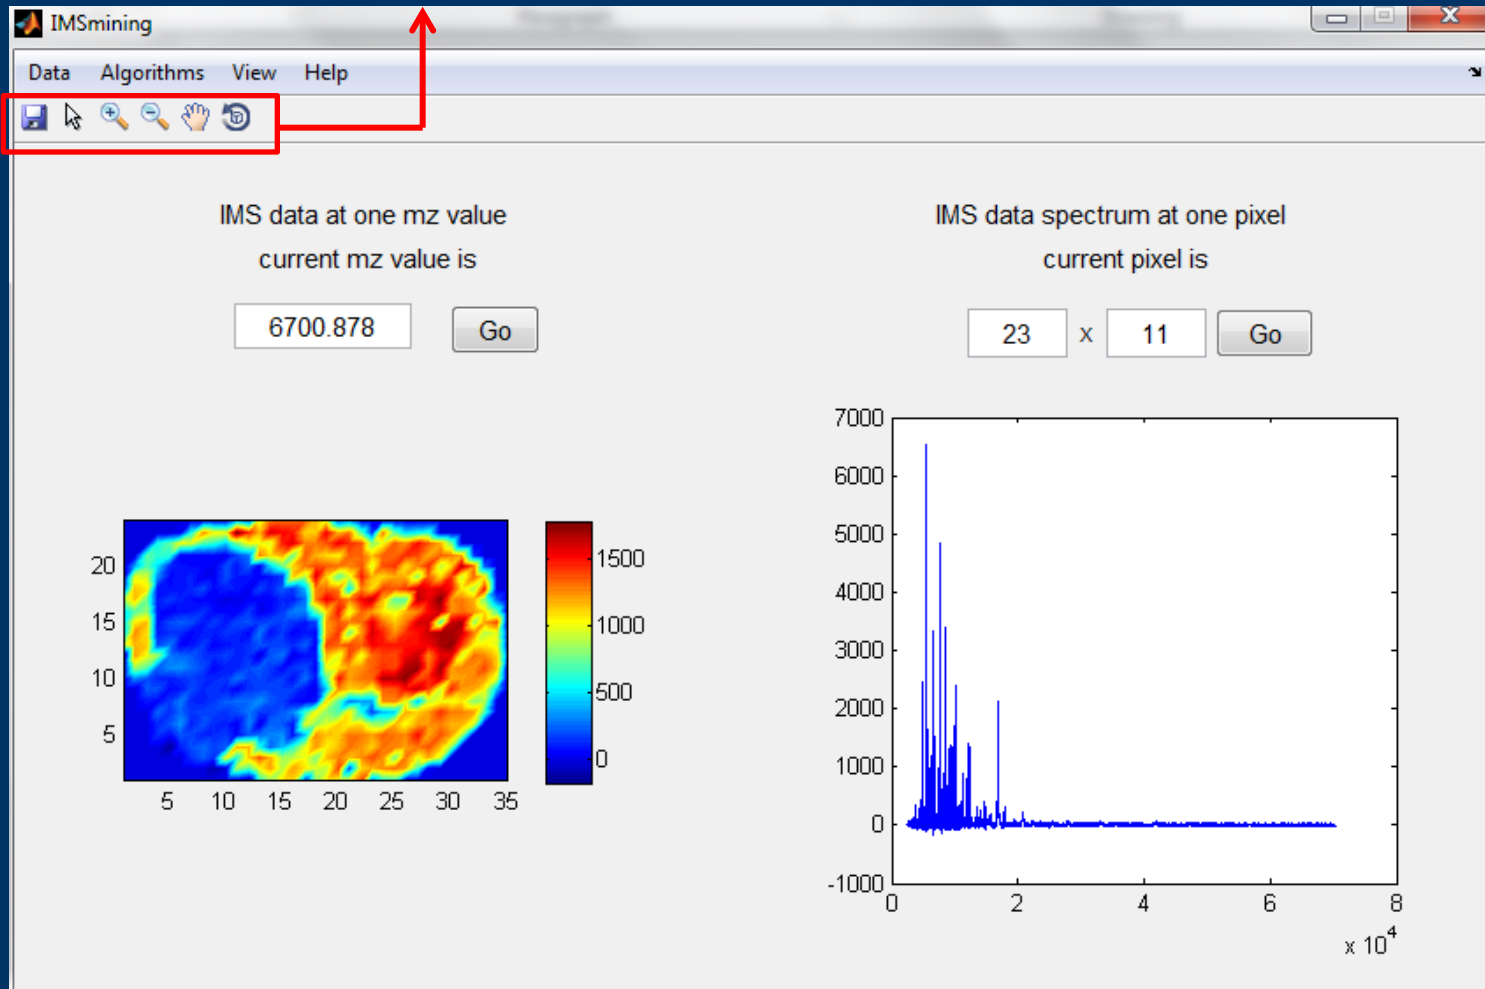 IMSmining
Data Algorithms View Help
IMS data at one mz value
current mz value is
6700.878 Go
IMS data spectrum at one pixel
current pixel is
23 x 11 Go
20
15
10
5
5 10 15 20 25 30 35
1500
1000
500
0
7000
6000
5000
4000
3000
2000
1000
0
-1000
0 2 4 6 8
x 10^4